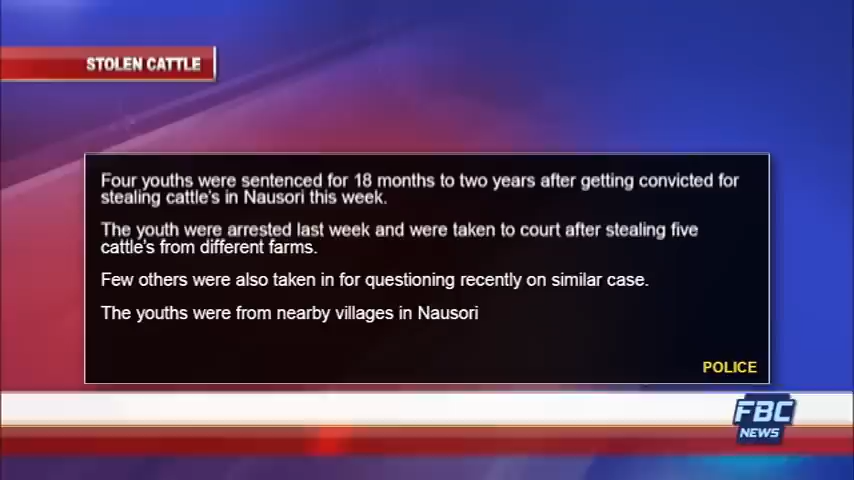 STOLEN CATTLE
Four youths were sentenced for 18 months to two years after getting convicted for
stealing cattle's in Nausori this week.
The youth were arrested last week and were taken to court after stealing five
cattle's from different farms.
Few others were also taken in for questioning recently on similar case.
The youths were from nearby villages in Nausori
POLICE
FBC
NEWS